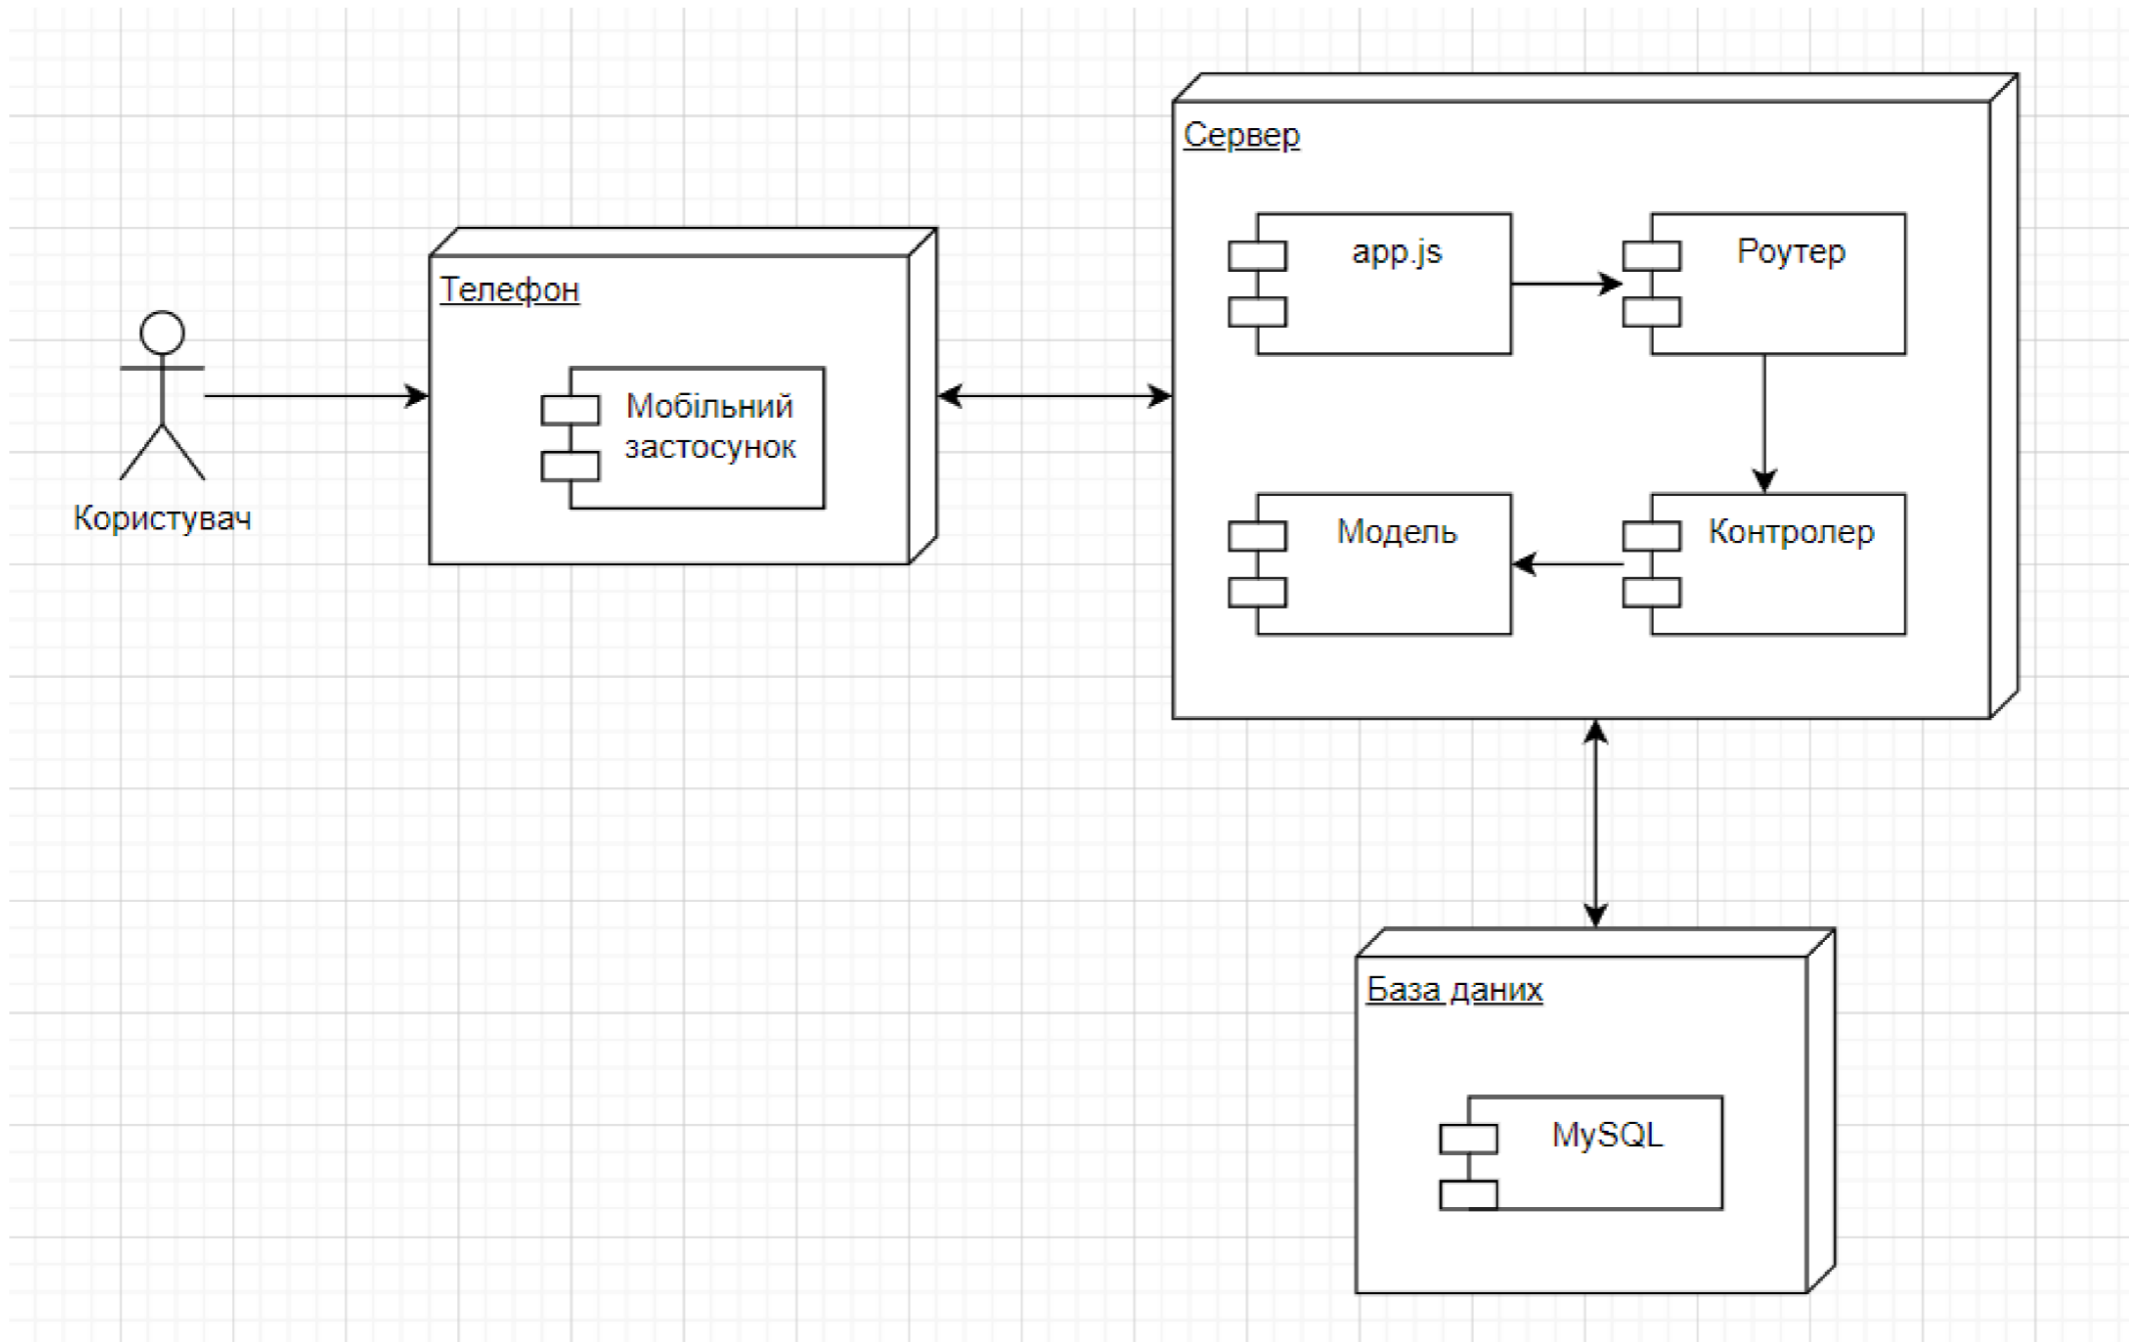 Сервер
app.js
Роутер
Телефон
Мобільний
застосунок
Користувач
Модель
Контролер
База даних
MySQL